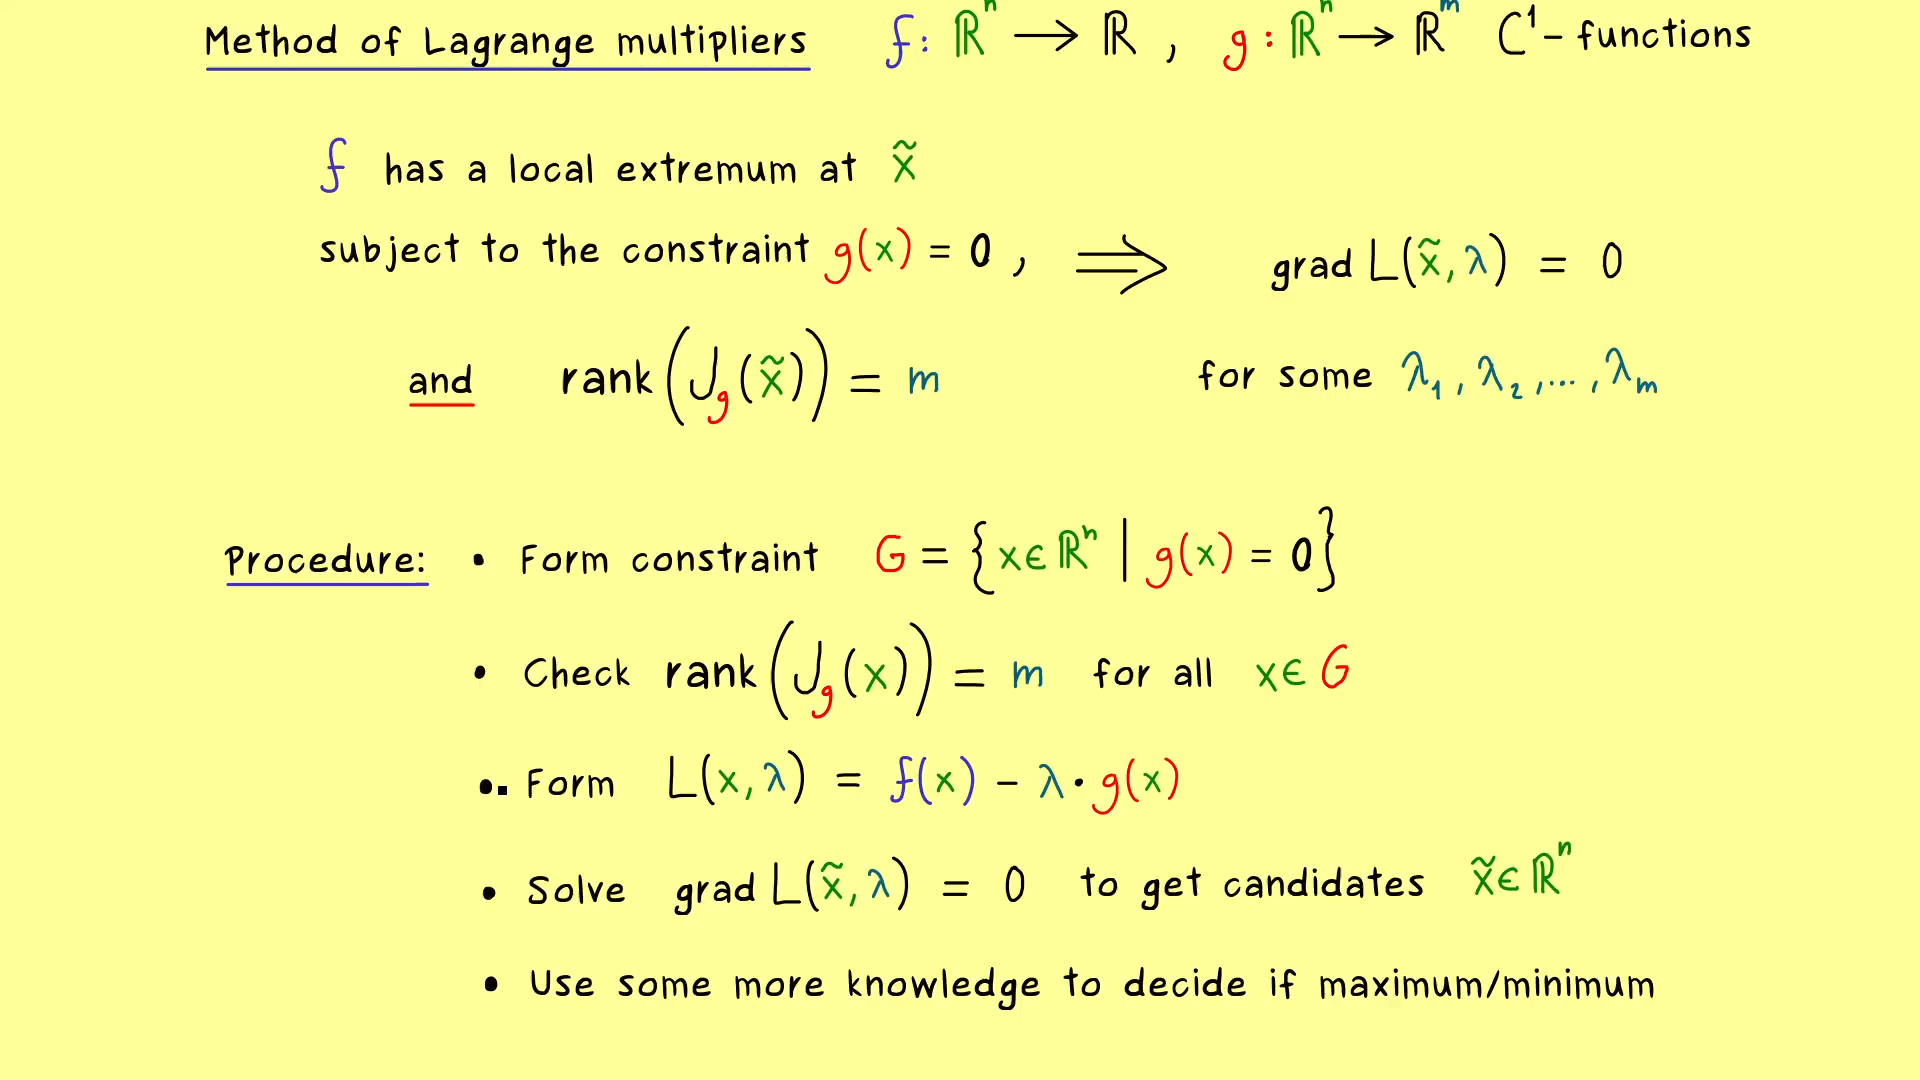 Method of Lagrange multipliers f: ℝⁿ → ℝ , g: ℝⁿ → ℝᵐ C¹- functions
f has a local extremum at x̃
subject to the constraint g(x) = 0 , ⟹ grad L(x̃, λ) = 0
and rank(J_g(x̃)) = m for some λ₁, λ₂, ..., λₘ
Procedure: • Form constraint G = {x∈ℝⁿ | g(x) = 0}
• Check rank(J_g(x)) = m for all x∈G
• Form L(x, λ) = f(x) - λ · g(x)
• Solve grad L(x̃, λ) = 0 to get candidates x̃∈ℝⁿ
• Use some more knowledge to decide if maximum/minimum